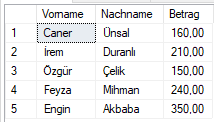 Vorname Nachname Betrag
1 Caner Ünsal 160,00
2 İrem Duranlı 210,00
3 Özgür Çelik 150,00
4 Feyza Mihman 240,00
5 Engin Akbaba 350,00